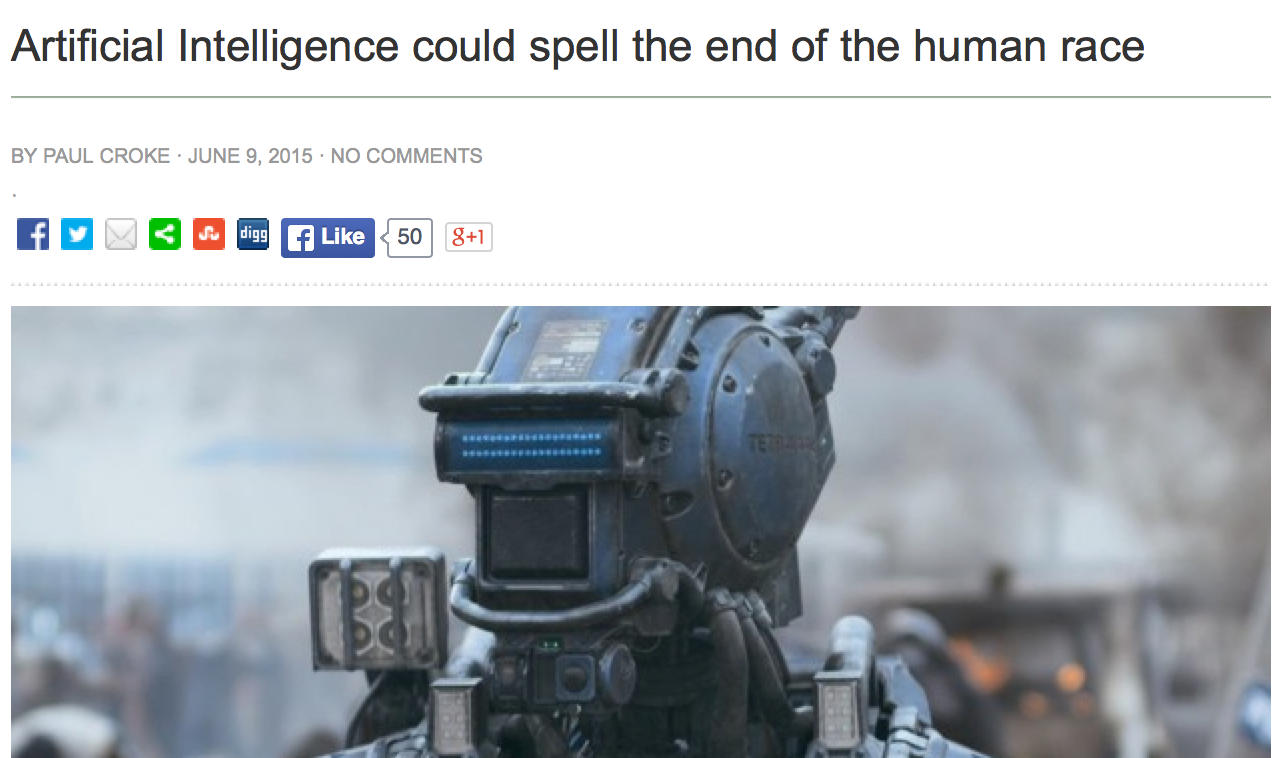 Artificial Intelligence could spell the end of the human race
BY PAUL CROKE · JUNE 9, 2015 · NO COMMENTS
.
digg Like 50 g+1